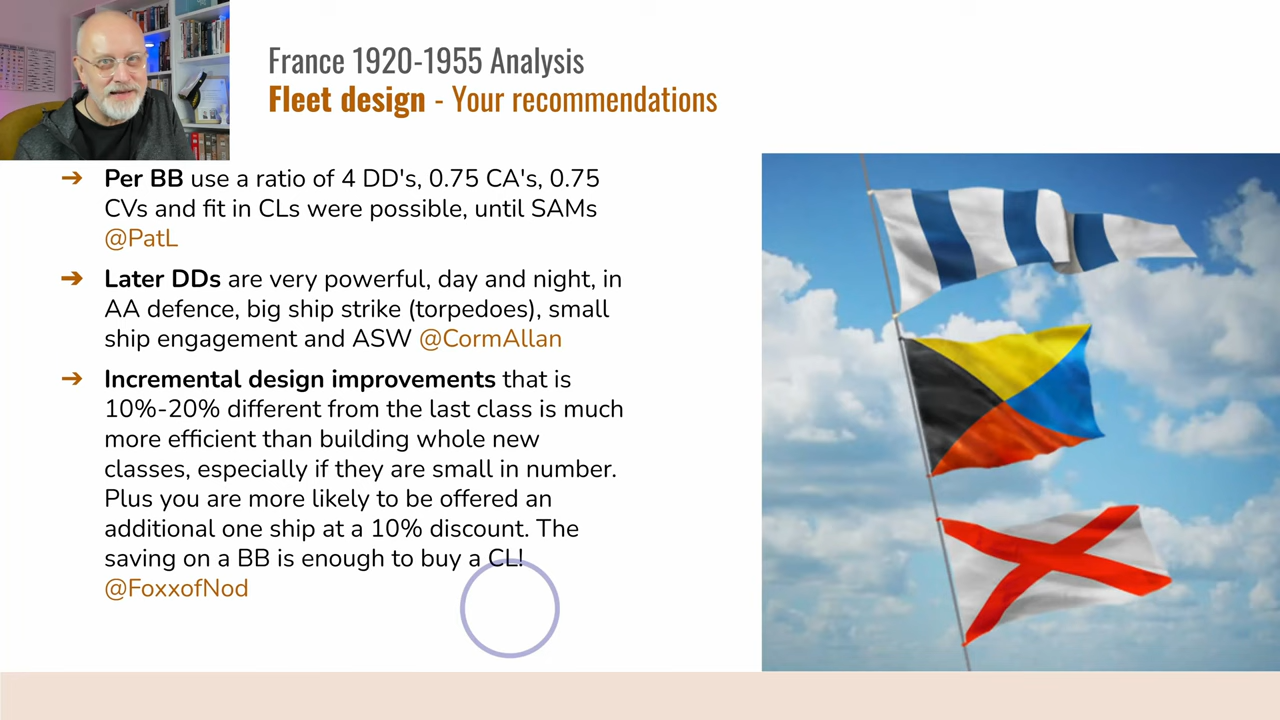 France 1920-1955 Analysis
Fleet design - Your recommendations
➔ Per BB use a ratio of 4 DD's, 0.75 CA's, 0.75
CVs and fit in CLs were possible, until SAMs
@PatL
➔ Later DDs are very powerful, day and night, in
AA defence, big ship strike (torpedoes), small
ship engagement and ASW @CormAllan
➔ Incremental design improvements that is
10%-20% different from the last class is much
more efficient than building whole new
classes, especially if they are small in number.
Plus you are more likely to be offered an
additional one ship at a 10% discount. The
saving on a BB is enough to buy a CL!
@FoxxofNod